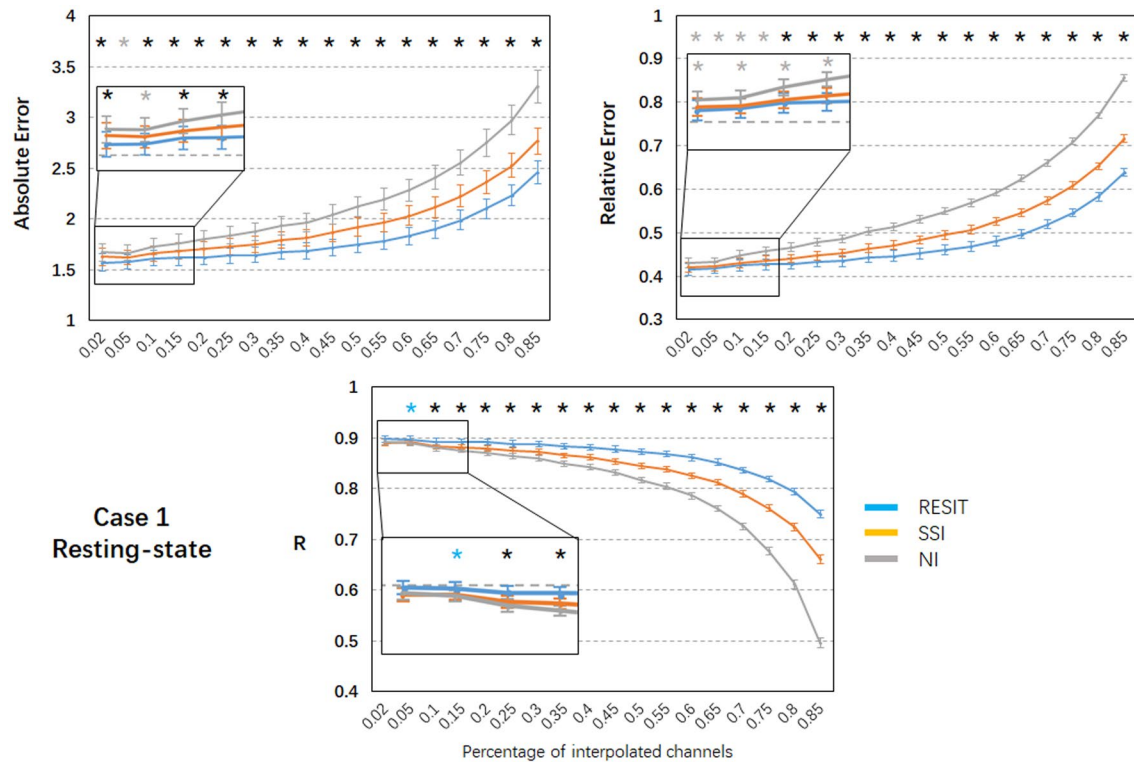 Absolute Error
4
3.5
3
2.5
2
1.5
1
* * * * * * * * * * * * * * * * * *
* * * *
0.02 0.05 0.1 0.15 0.2 0.25 0.3 0.35 0.4 0.45 0.5 0.55 0.6 0.65 0.7 0.75 0.8 0.85
Relative Error
1
0.9
0.8
0.7
0.6
0.5
0.4
0.3
* * * * * * * * * * * * * * * * * *
* * * *
0.02 0.05 0.1 0.15 0.2 0.25 0.3 0.35 0.4 0.45 0.5 0.55 0.6 0.65 0.7 0.75 0.8 0.85
Case 1
Resting-state
R
1
0.9
0.8
0.7
0.6
0.5
0.4
* * * * * * * * * * * * * * * * *
* * *
0.02 0.05 0.1 0.15 0.2 0.25 0.3 0.35 0.4 0.45 0.5 0.55 0.6 0.65 0.7 0.75 0.8 0.85
Percentage of interpolated channels
RESIT
SSI
NI